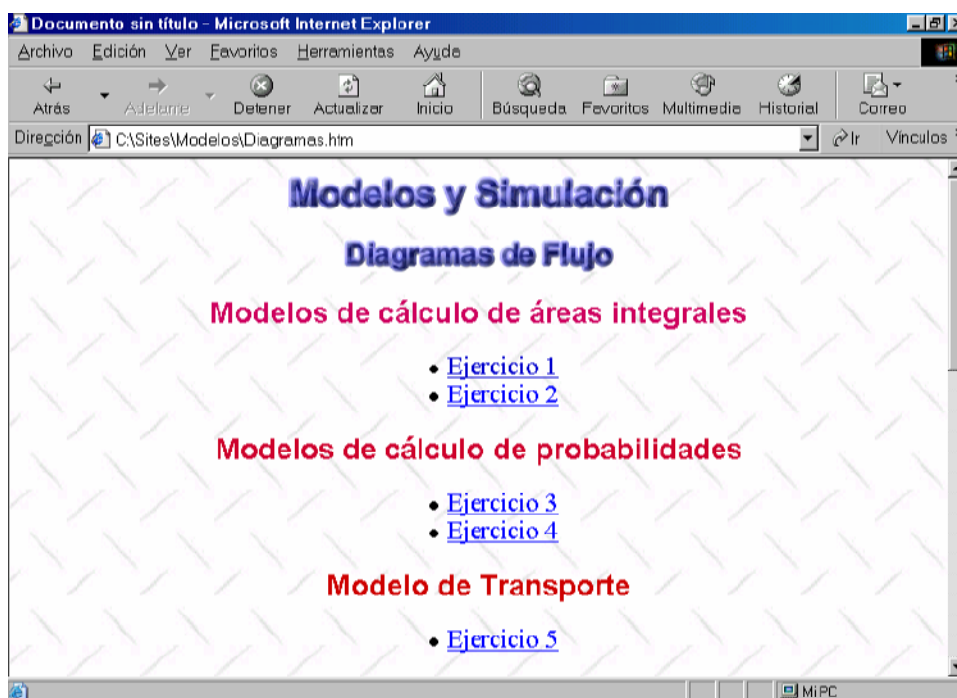 Documento sin título - Microsoft Internet Explorer
Archivo Edición Ver Favoritos Herramientas Ayuda
Atrás Adelante Detener Actualizar Inicio Búsqueda Favoritos Multimedia Historial Correo
Dirección C:\Sites\Modelos\Diagramas.htm Ir Vínculos
Modelos y Simulación
Diagramas de Flujo
Modelos de cálculo de áreas integrales
• Ejercicio 1
• Ejercicio 2
Modelos de cálculo de probabilidades
• Ejercicio 3
• Ejercicio 4
Modelo de Transporte
• Ejercicio 5
Mi PC